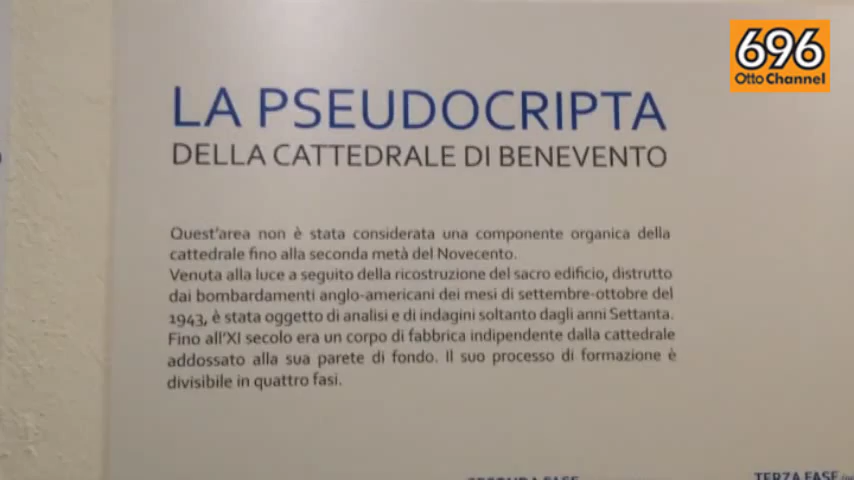 696
Otto Channel
LA PSEUDOCRIPTA
DELLA CATTEDRALE DI BENEVENTO
Quest'area non è stata considerata una componente organica della
cattedrale fino alla seconda metà del Novecento.
Venuta alla luce a seguito della ricostruzione del sacro edificio, distrutto
dai bombardamenti anglo-americani dei mesi di settembre-ottobre del
1943, è stata oggetto di analisi e di indagini soltanto dagli anni Settanta.
Fino all'XI secolo era un corpo di fabbrica indipendente dalla cattedrale
addossato alla sua parete di fondo. Il suo processo di formazione è
divisibile in quattro fasi.
SECONDA FASE
TERZA FASE